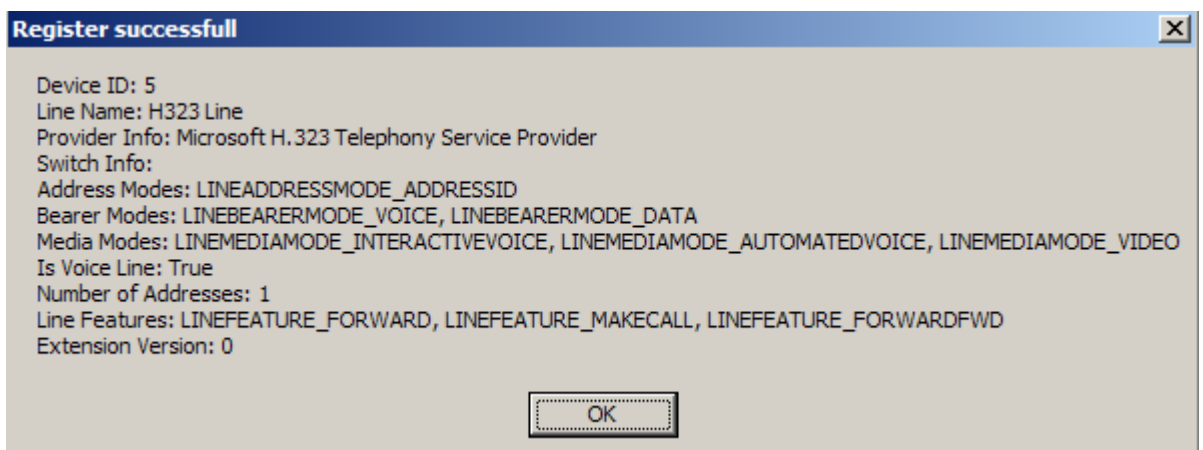 Register successfull
Device ID: 5
Line Name: H323 Line
Provider Info: Microsoft H.323 Telephony Service Provider
Switch Info:
Address Modes: LINEADDRESSMODE_ADDRESSID
Bearer Modes: LINEBEARERMODE_VOICE, LINEBEARERMODE_DATA
Media Modes: LINEMEDIAMODE_INTERACTIVEVOICE, LINEMEDIAMODE_AUTOMATEDVOICE, LINEMEDIAMODE_VIDEO
Is Voice Line: True
Number of Addresses: 1
Line Features: LINEFEATURE_FORWARD, LINEFEATURE_MAKECALL, LINEFEATURE_FORWARDFWD
Extension Version: 0
OK